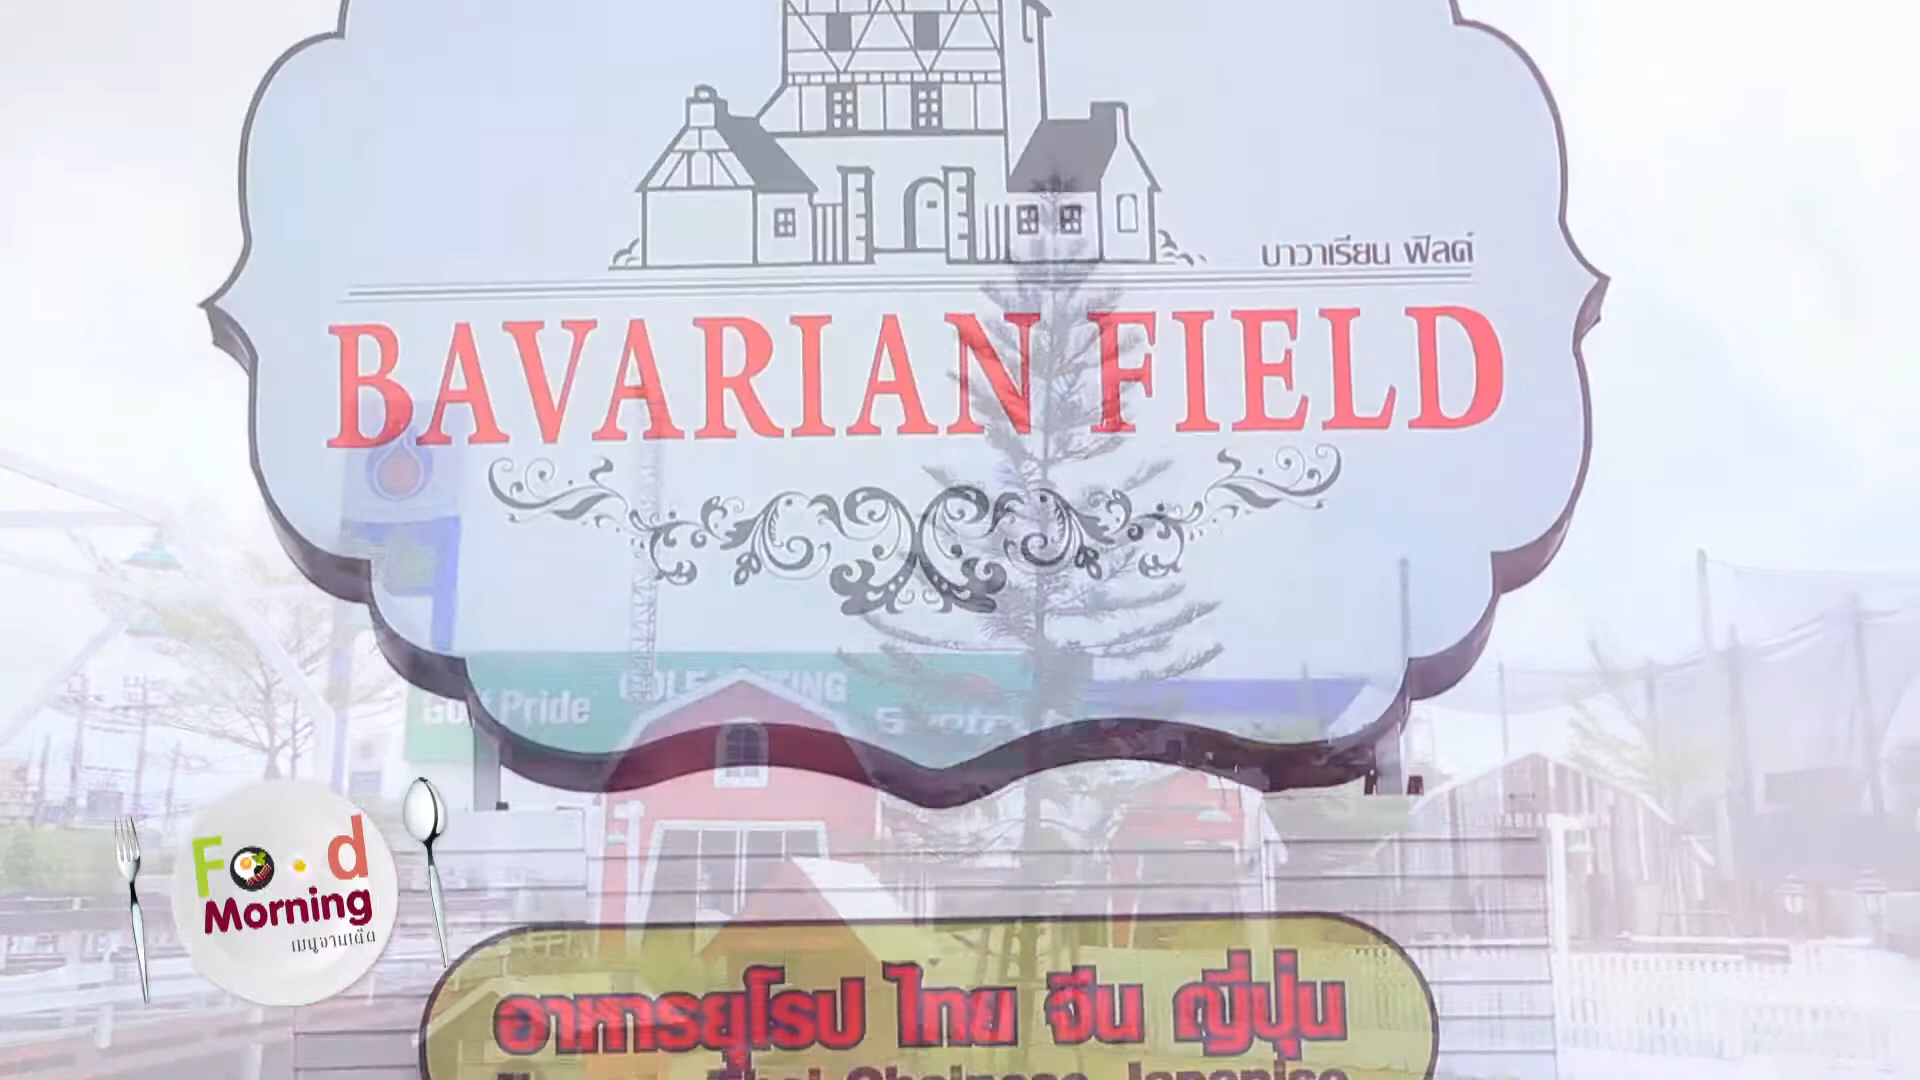 บาวาเรียน ฟิลด์
BAVARIAN FIELD
Golf Pride
Food
Morning
เมนูจานเด็ด
อาหารยุโรป ไทย จีน ญี่ปุ่น